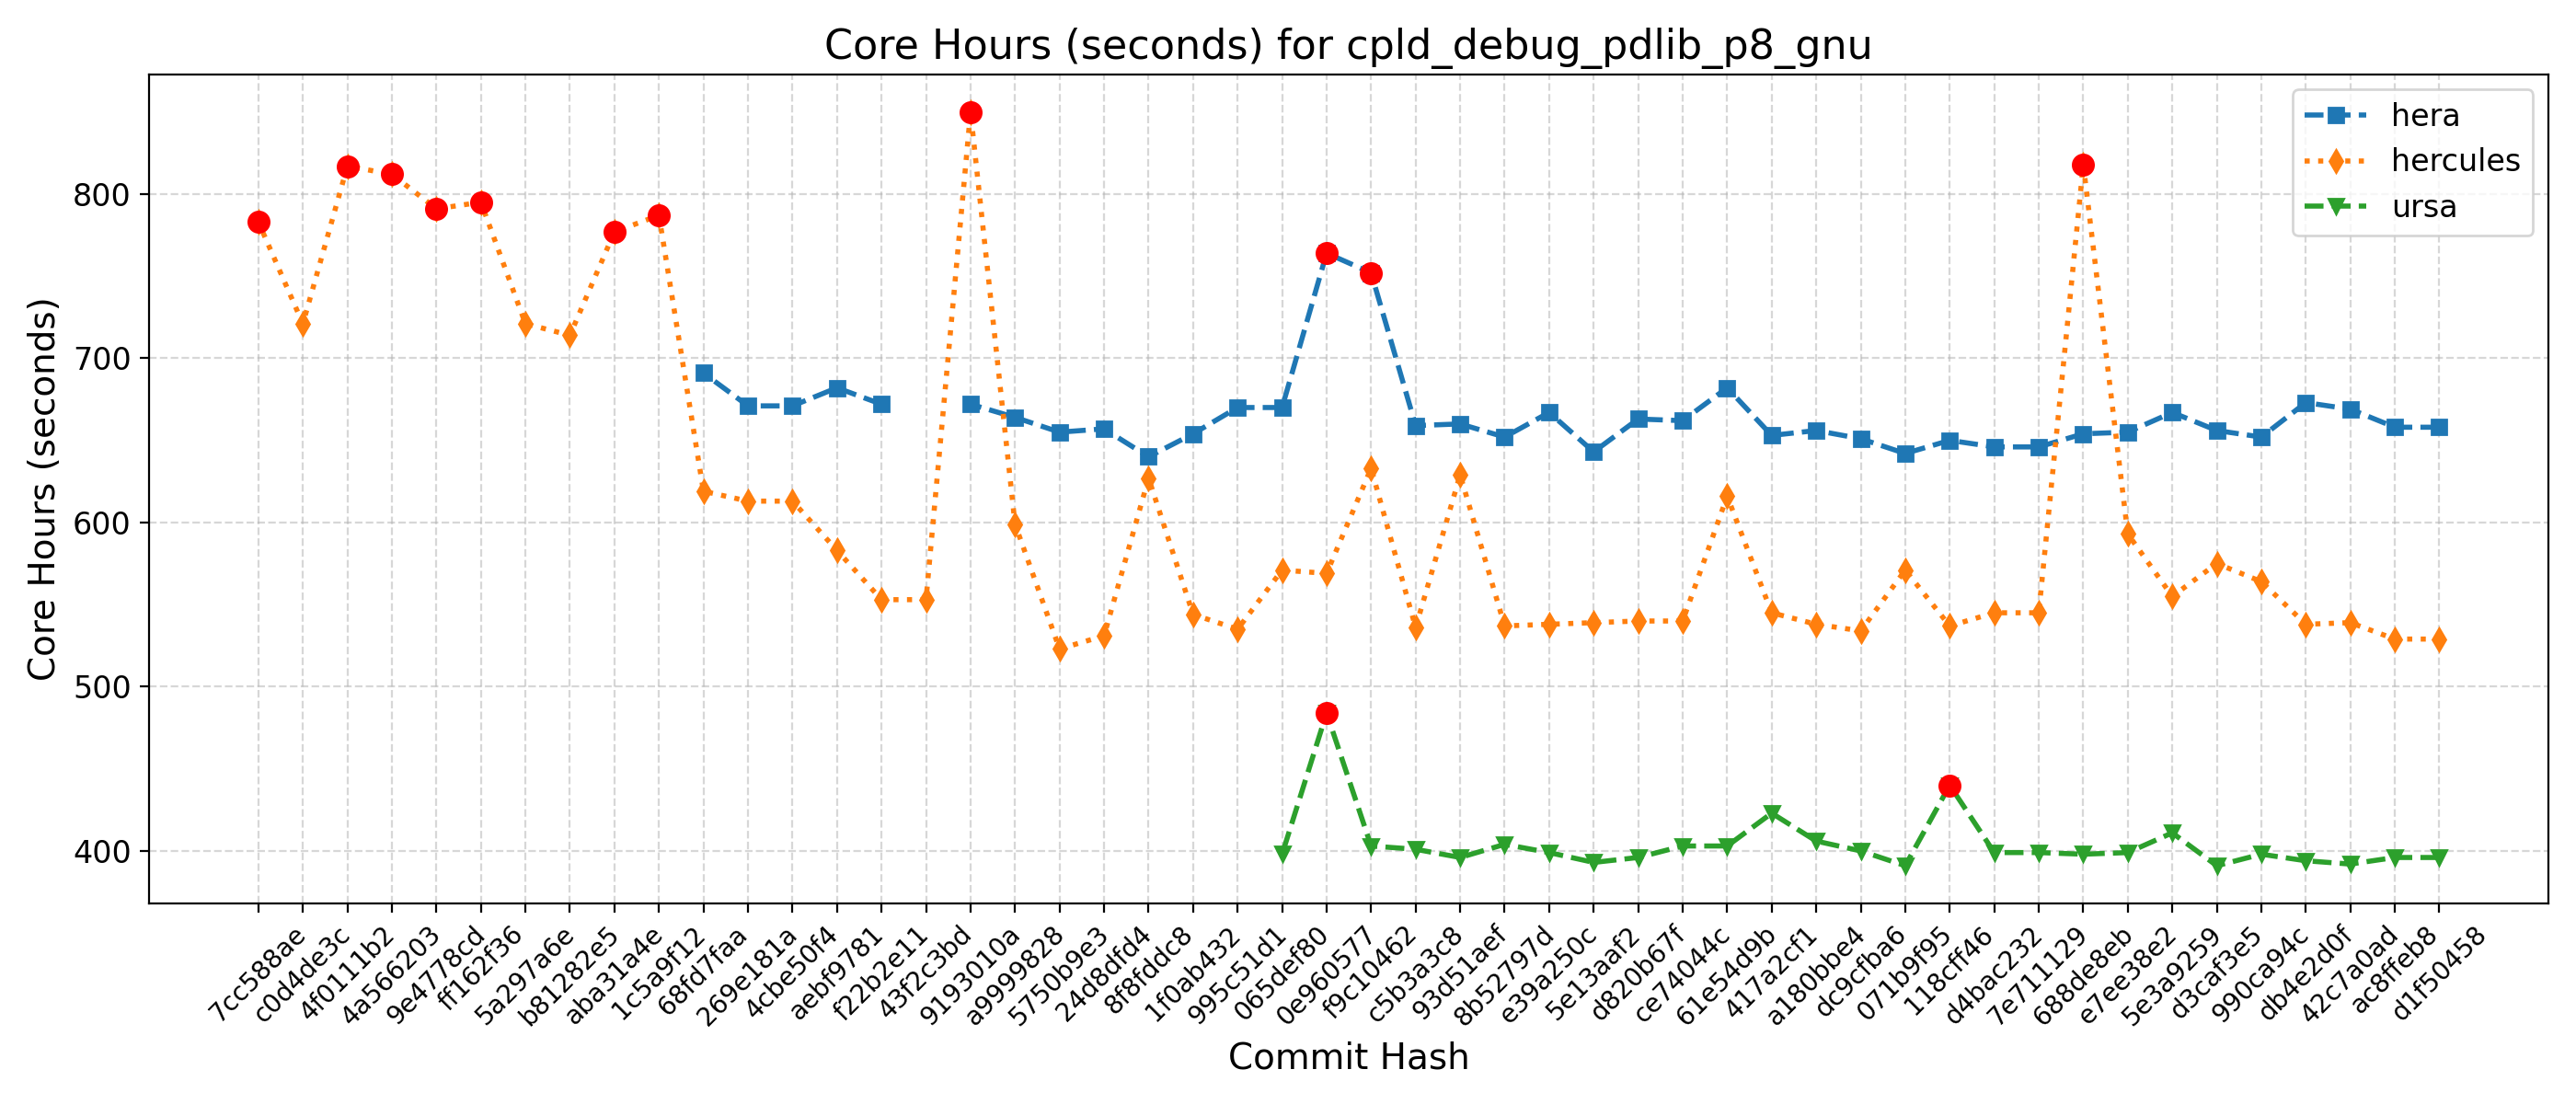 Core Hours (seconds) for cpld_debug_pdlib_p8_gnu
hera
hercules
ursa
Core Hours (seconds)
800
700
600
500
400
7cc588ae
c0d4de3c
4f0111b2
4a566203
9e4778cd
ff162f36
5a297a6e
b81282e5
aba31a4e
1c5a9f12
68fd7faa
269e181a
4cbe50f4
aebf9781
f22b2e11
43f2c3bd
9193010a
a9999828
5750b9e3
24d8dfd4
8f8fddc8
1f0ab432
995c51d1
065def80
0e960577
f9c10462
c5b3a3c8
93d51aef
8b52797d
e39a250c
5e13aaf2
d820b67f
ce74044c
61e54d9b
417a2cf1
a180bbe4
dc9cfba6
071b9f95
118cff46
d4bac232
7e711129
688de8eb
e7ee38e2
5e3a9259
d3caf3e5
990ca94c
db4e2d0f
42c7a0ad
ac8ffeb8
d1f50458
Commit Hash